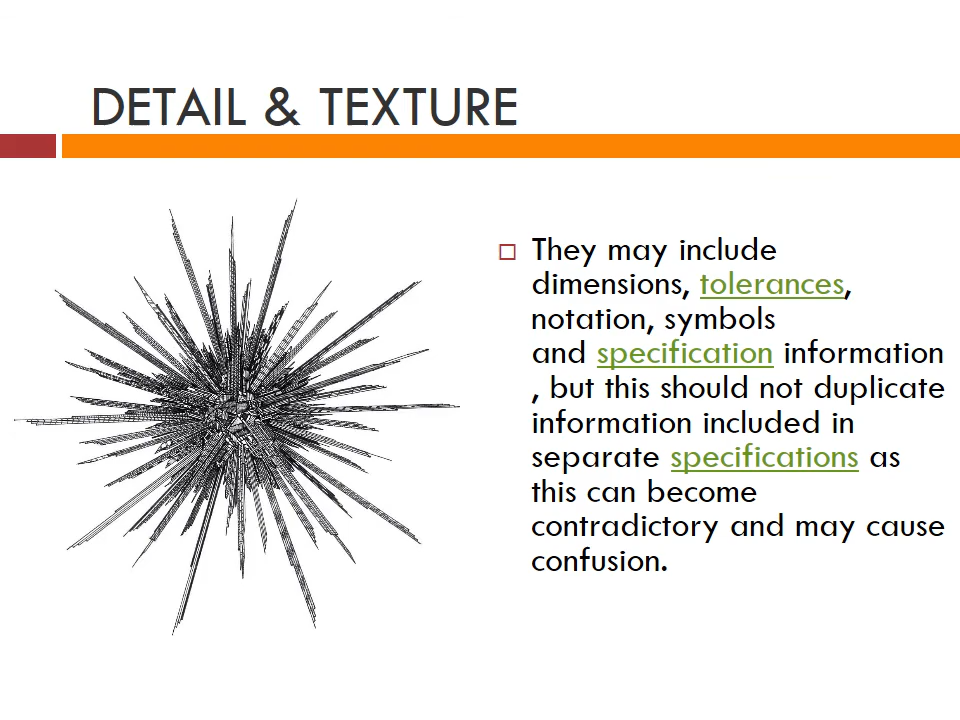 DETAIL & TEXTURE
They may include
dimensions, tolerances,
notation, symbols
and specification information
, but this should not duplicate
information included in
separate specifications as
this can become
contradictory and may cause
confusion.